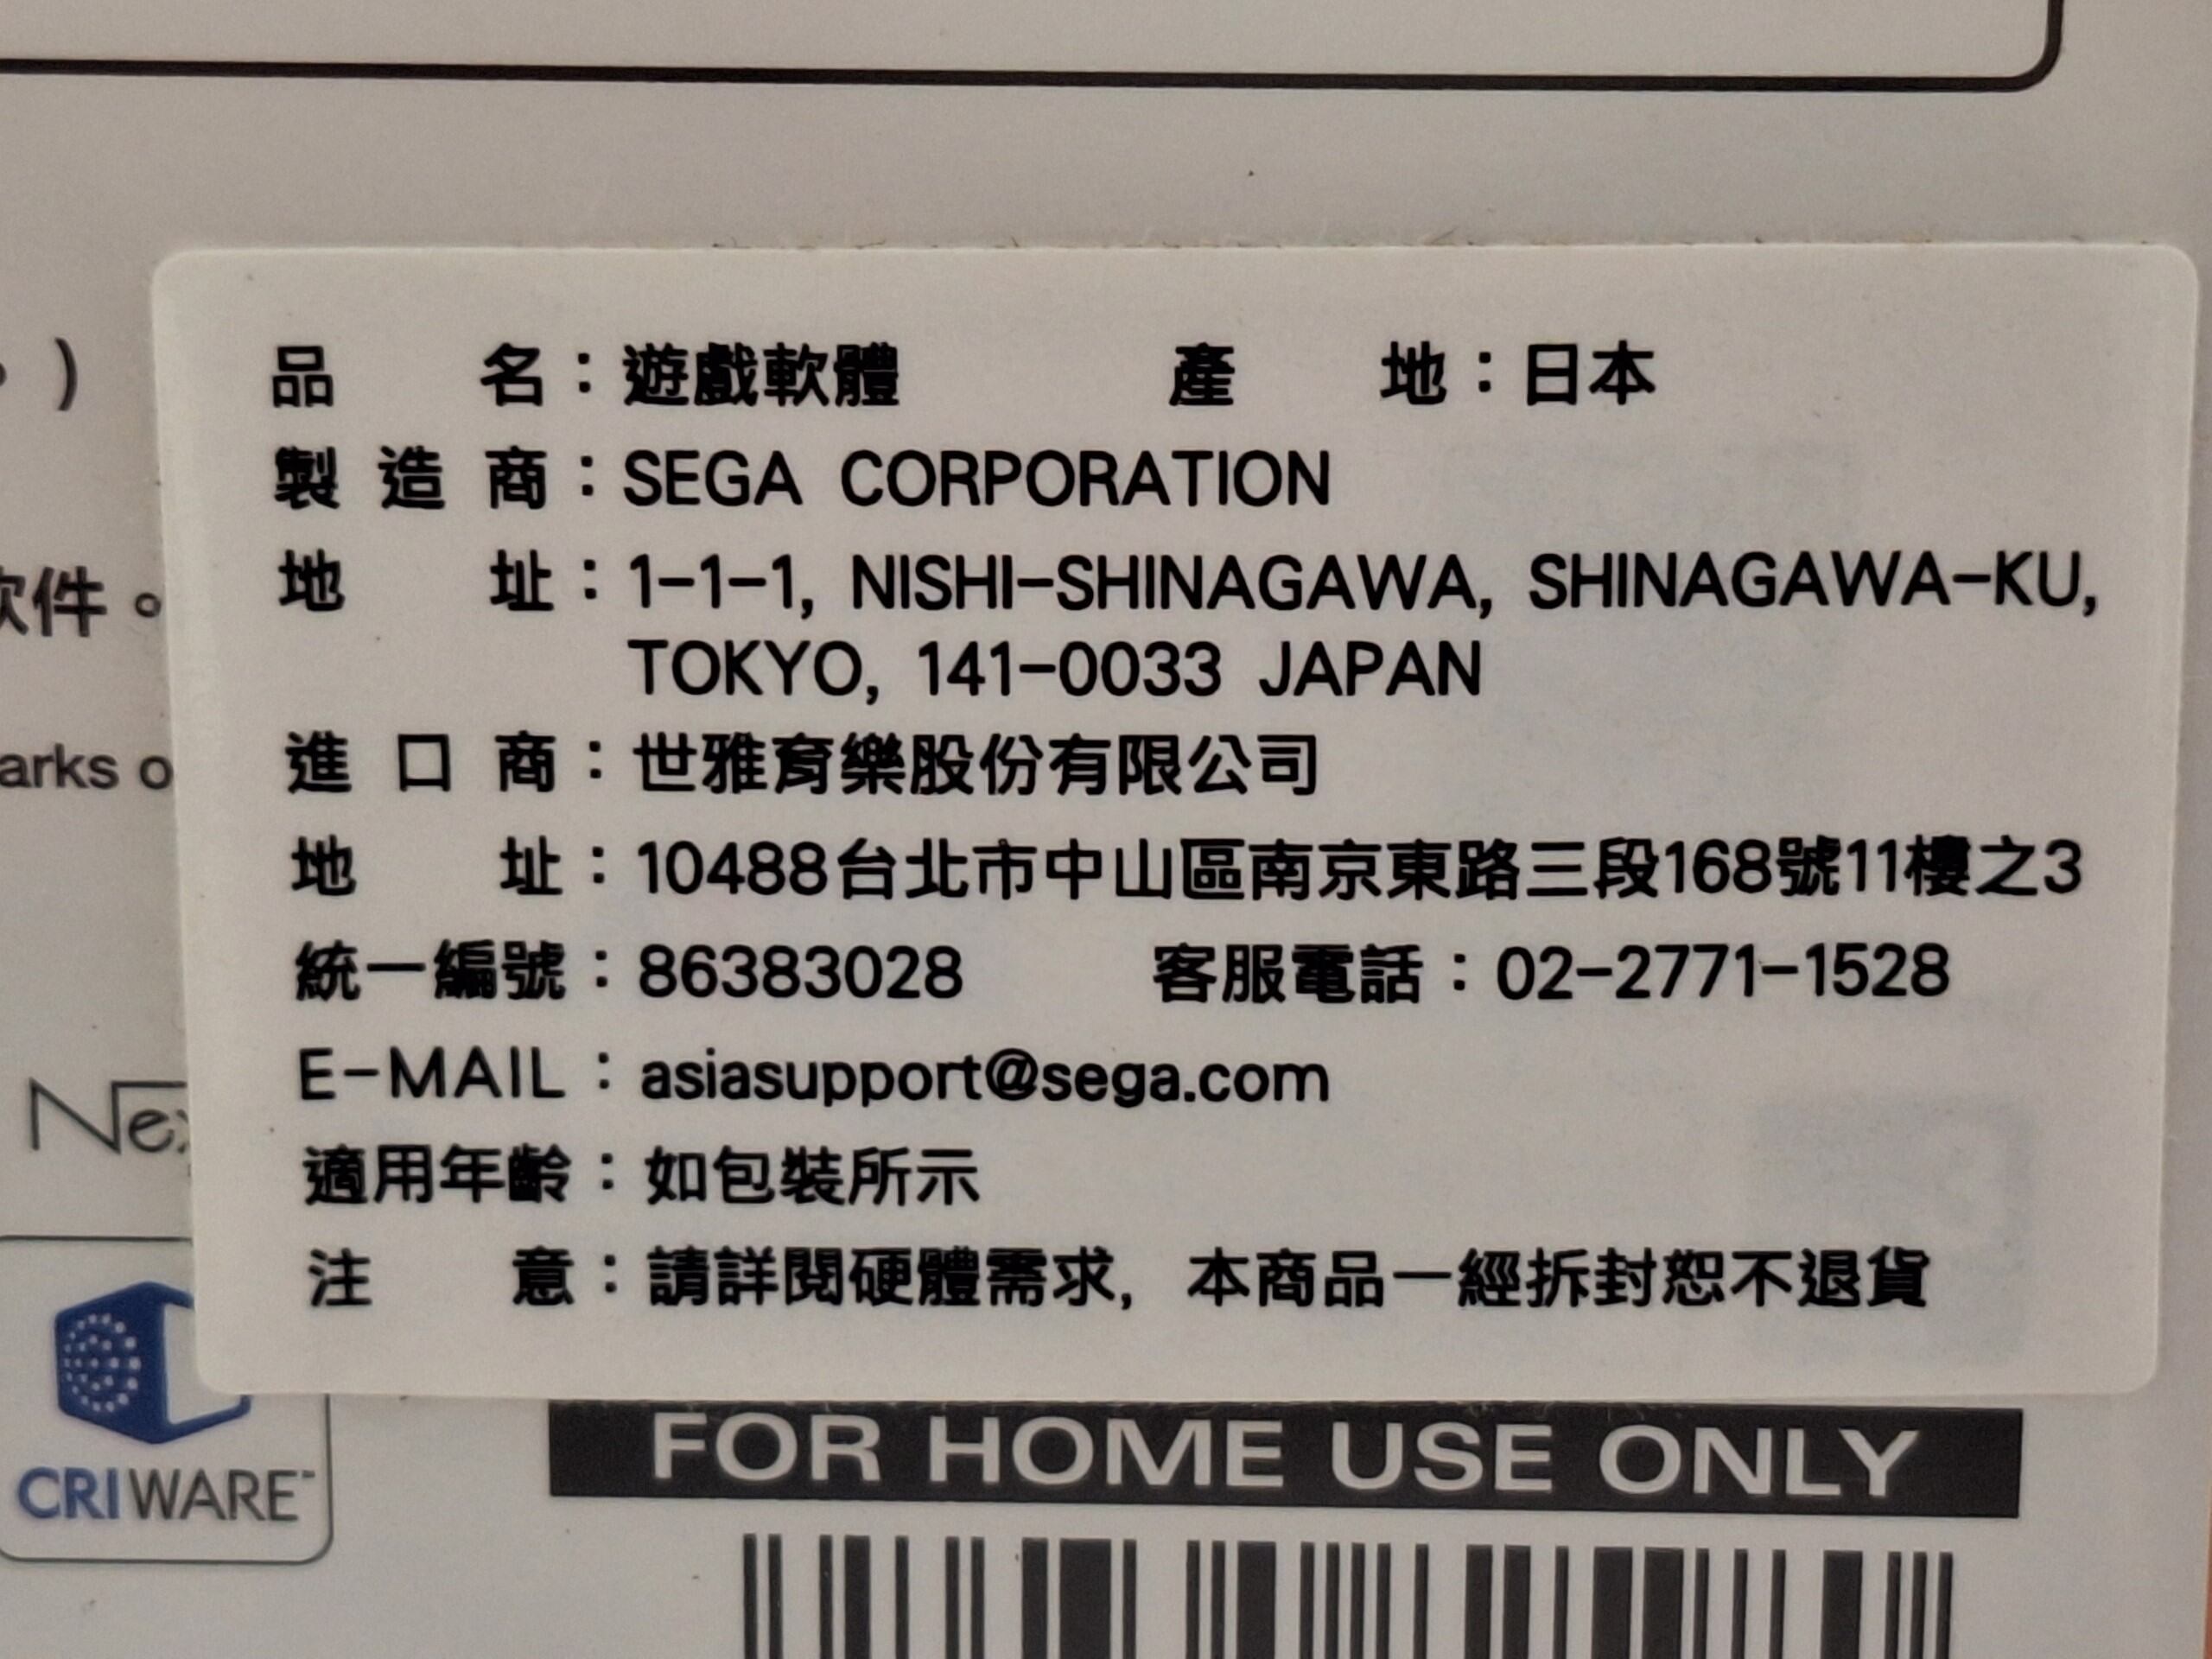 )
品名：遊戲軟體 產地：日本
製造商：SEGA CORPORATION
地址：1-1-1, NISHI-SHINAGAWA, SHINAGAWA-KU,
TOKYO, 141-0033 JAPAN
軟件。
進口商：世雅育樂股份有限公司
arks o
地址：10488台北市中山區南京東路三段168號11樓之3
統一編號：86383028 客服電話：02-2771-1528
E-MAIL：asiasupport@sega.com
Nex
適用年齡：如包裝所示
注意：請詳閱硬體需求, 本商品一經拆封恕不退貨
CRIWARE™
FOR HOME USE ONLY